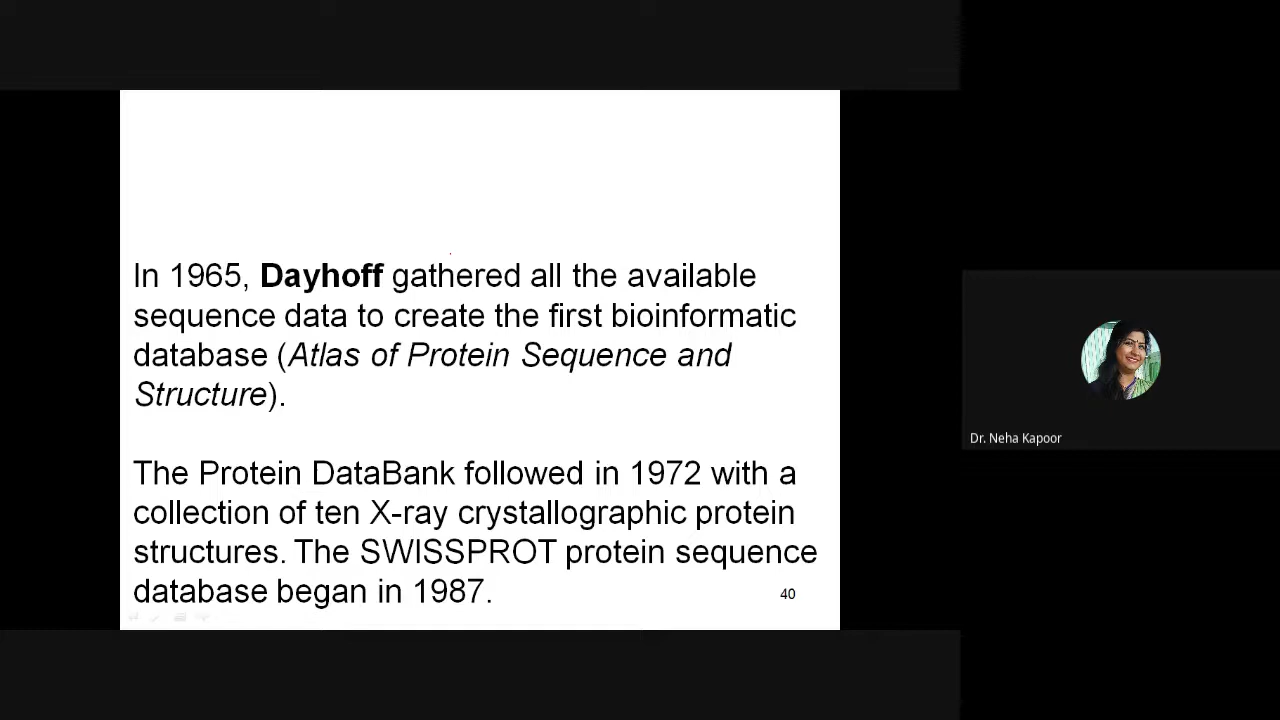 In 1965, Dayhoff gathered all the available
sequence data to create the first bioinformatic
database (Atlas of Protein Sequence and
Structure).
The Protein DataBank followed in 1972 with a
collection of ten X-ray crystallographic protein
structures. The SWISSPROT protein sequence
database began in 1987.
40
Dr. Neha Kapoor